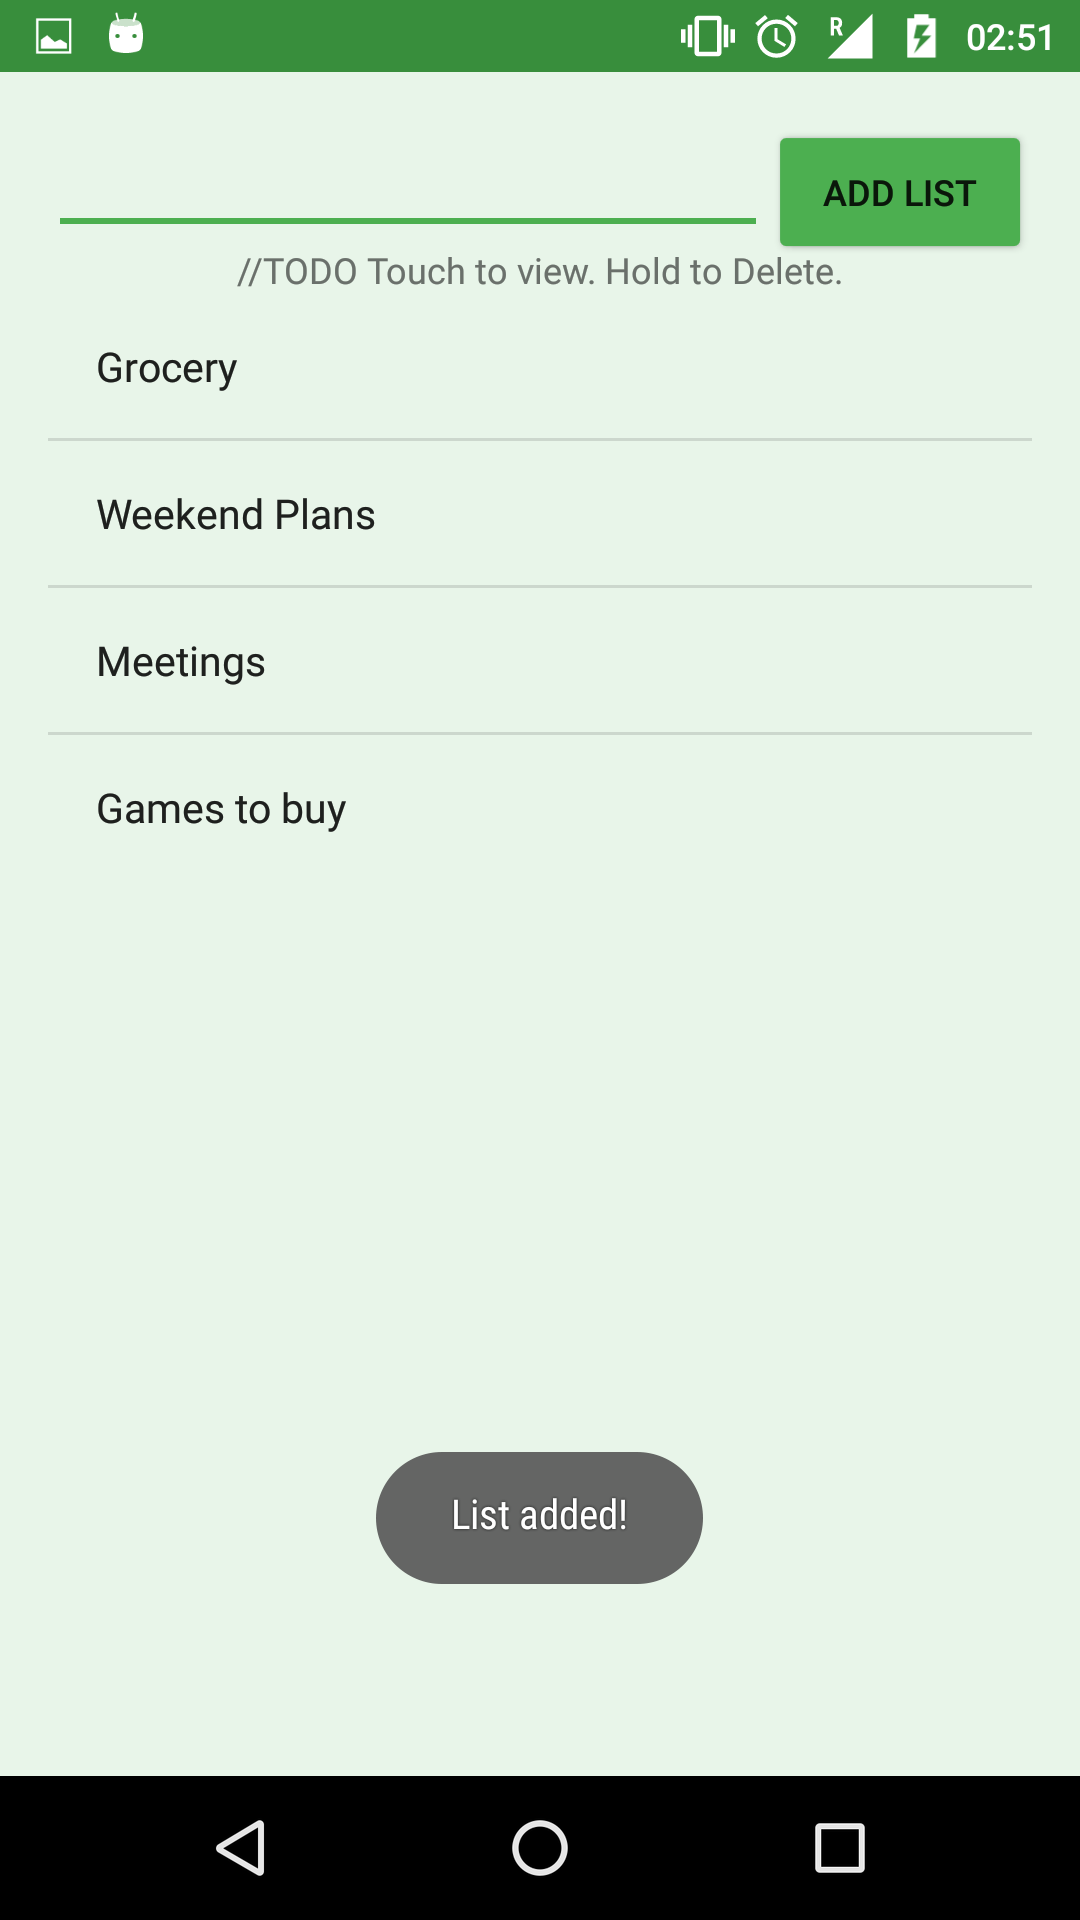 R 02:51
ADD LIST
//TODO Touch to view. Hold to Delete.
Grocery
Weekend Plans
Meetings
Games to buy
List added!